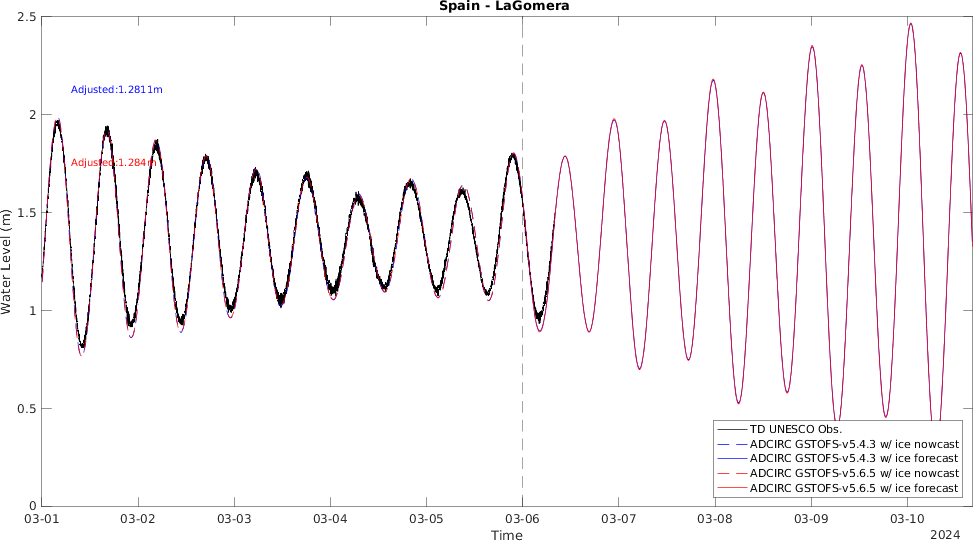 Spain - LaGomera
2.5
2
1.5
1
0.5
0
Water Level (m)
Adjusted:1.2811m
Adjusted:1.284m
TD UNESCO Obs.
ADCIRC GSTOFS-v5.4.3 w/ ice nowcast
ADCIRC GSTOFS-v5.4.3 w/ ice forecast
ADCIRC GSTOFS-v5.6.5 w/ ice nowcast
ADCIRC GSTOFS-v5.6.5 w/ ice forecast
03-01 03-02 03-03 03-04 03-05 03-06 03-07 03-08 03-09 03-10
Time
2024